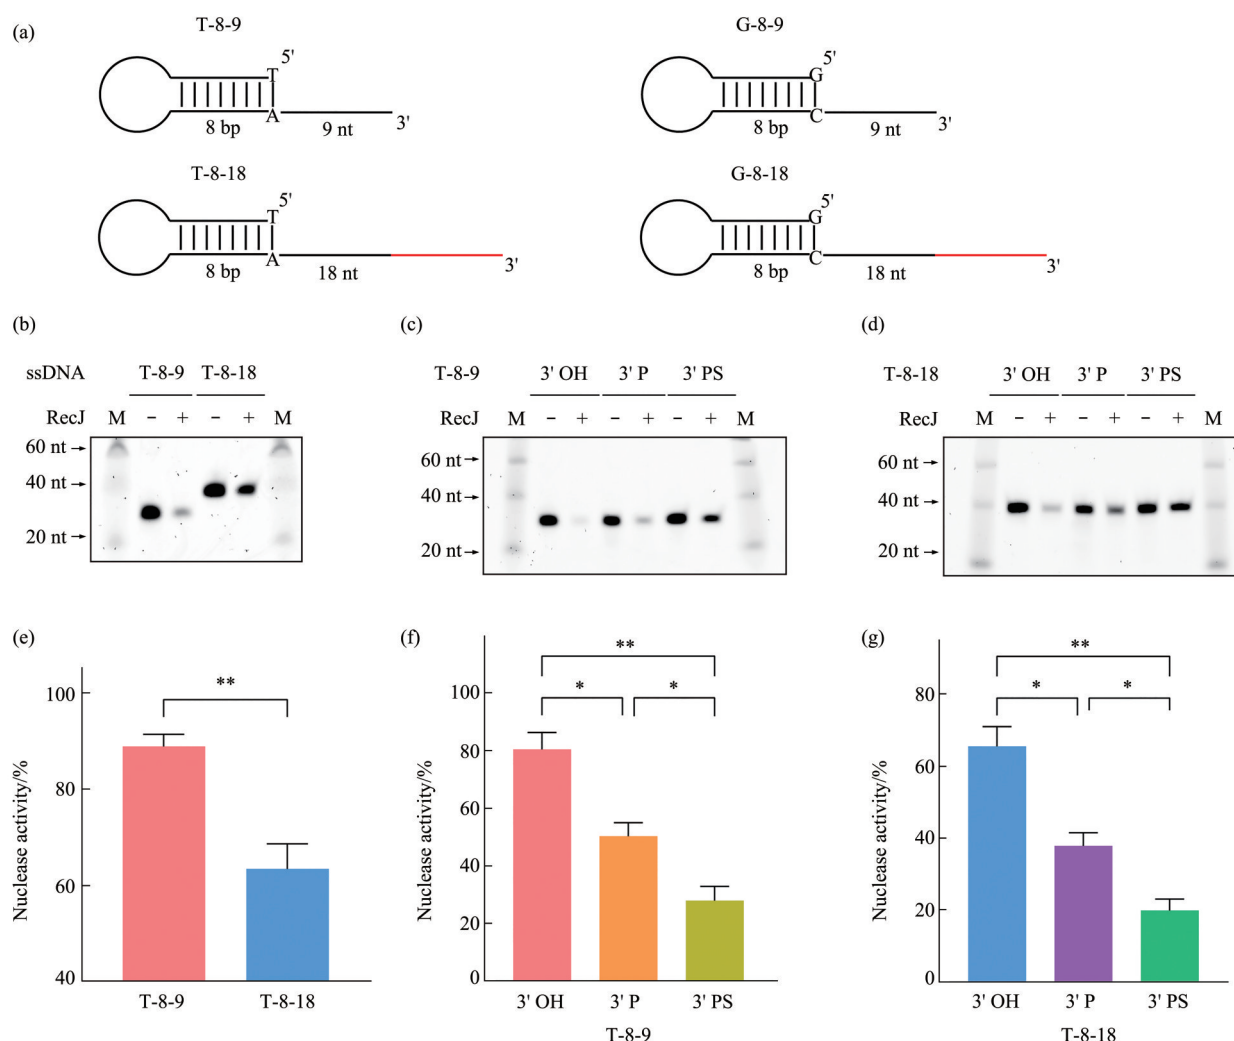 (a)
T-8-9
G-8-9
T 5'
G 5'
8 bp A 9 nt 3'
8 bp C 9 nt 3'
T-8-18
G-8-18
T 5'
G 5'
8 bp A 18 nt 3'
8 bp C 18 nt 3'
(b)
ssDNA T-8-9 T-8-18
RecJ M - + - + M
60 nt
40 nt
20 nt
(c)
T-8-9 3' OH 3' P 3' PS
RecJ M - + - + - + M
60 nt
40 nt
20 nt
(d)
T-8-18 3' OH 3' P 3' PS
RecJ - + - + - + M
60 nt
40 nt
20 nt
(e)
Nuclease activity/%
100
80
60
40
**
T-8-9 T-8-18
(f)
Nuclease activity/%
100
80
60
40
20
0
**
* *
3' OH 3' P 3' PS
T-8-9
(g)
Nuclease activity/%
80
60
40
20
0
**
* *
3' OH 3' P 3' PS
T-8-18